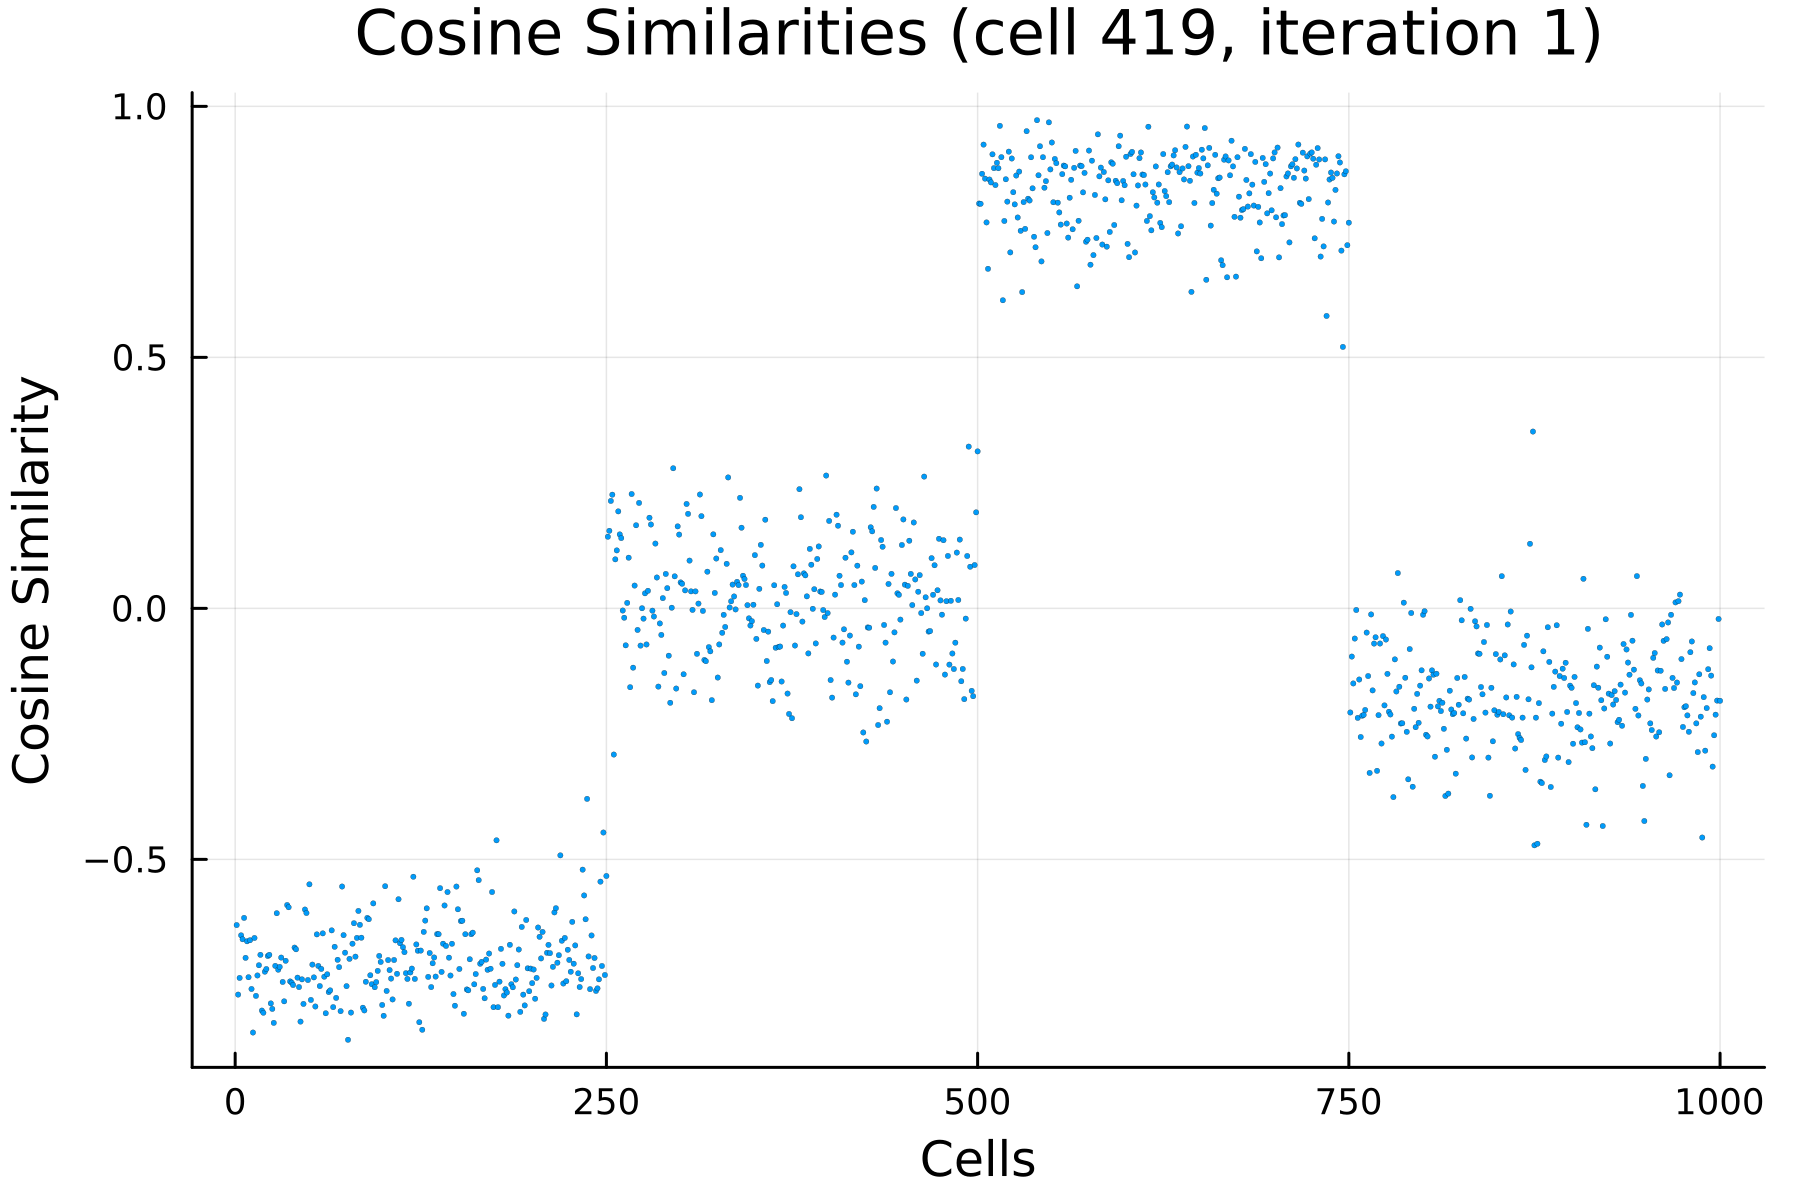 Cosine Similarities (cell 419, iteration 1)
Cosine Similarity
1.0
0.5
0.0
−0.5
0 250 500 750 1000
Cells